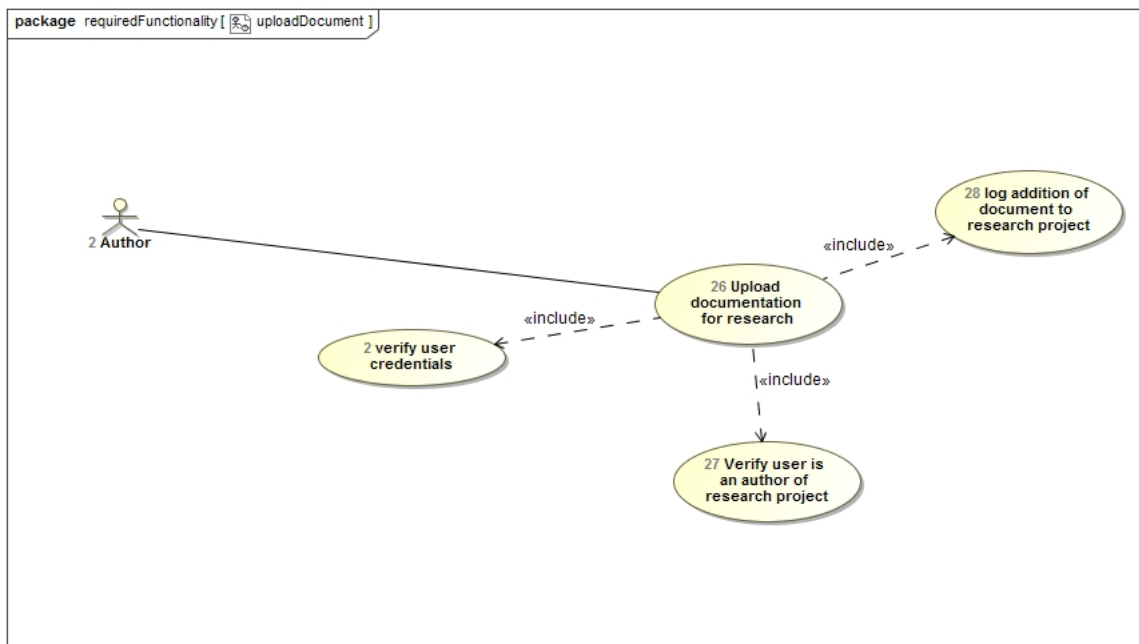 package requiredFunctionality [ uploadDocument ]
28 log addition of
document to
research project
2 Author
«include»
26 Upload
documentation
for research
«include»
2 verify user
credentials
«include»
27 Verify user is
an author of
research project